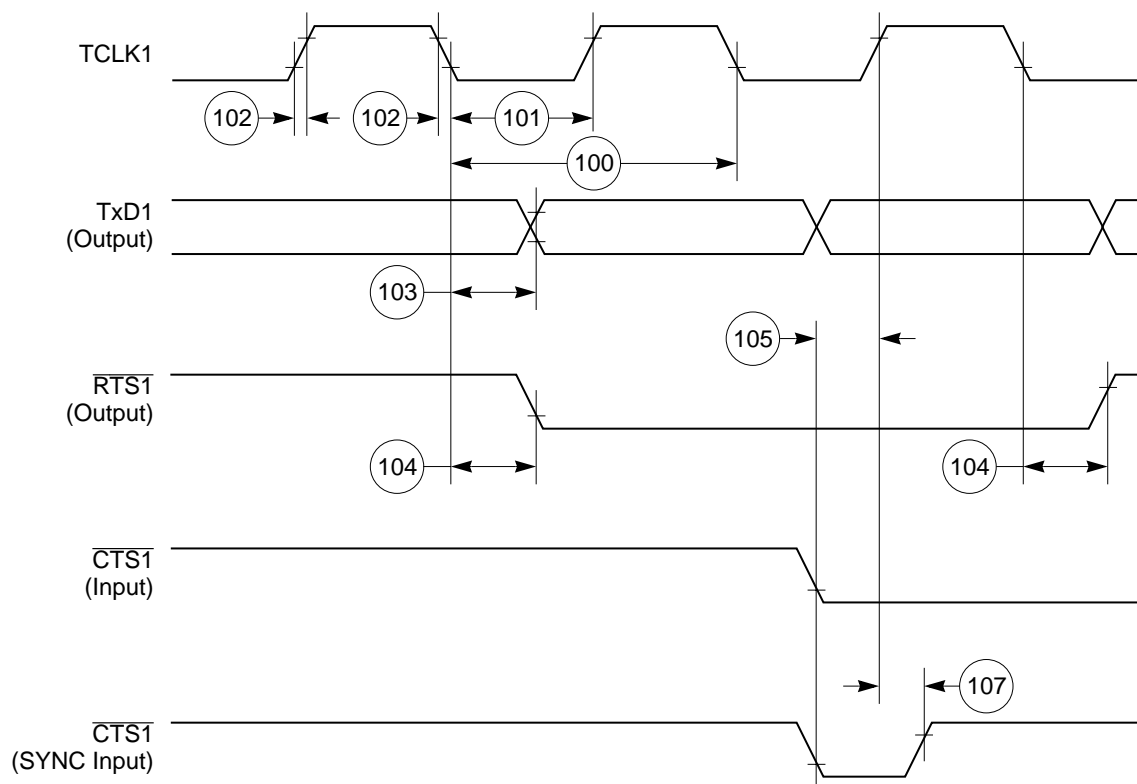 TCLK1
102
102
101
100
TxD1
(Output)
103
105
RTS1
(Output)
104
104
CTS1
(Input)
107
CTS1
(SYNC Input)